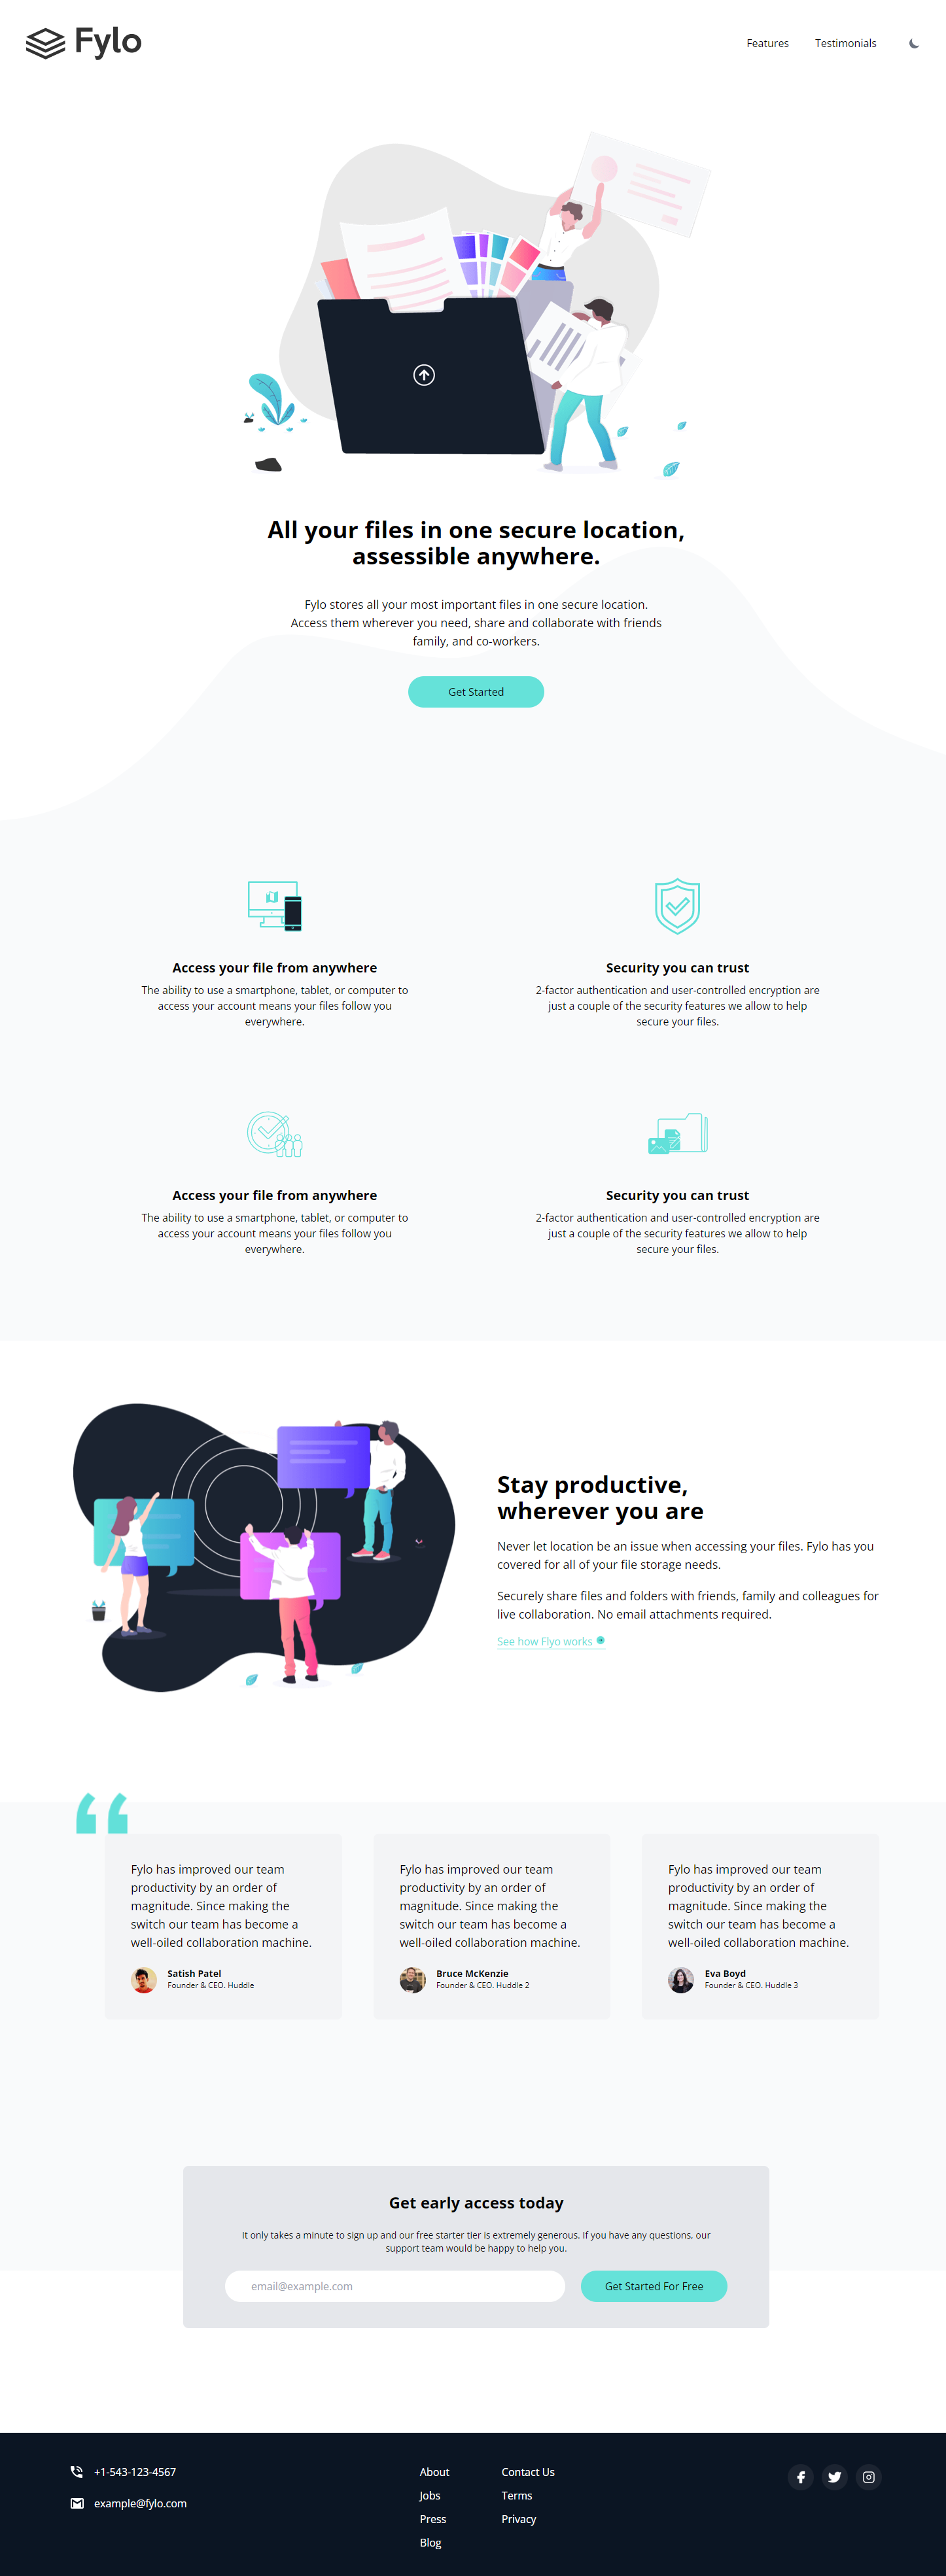 Fylo
Features
Testimonials
All your files in one secure location,
assessible anywhere.
Fylo stores all your most important files in one secure location.
Access them wherever you need, share and collaborate with friends
family, and co-workers.
Get Started
Access your file from anywhere
The ability to use a smartphone, tablet, or computer to
access your account means your files follow you
everywhere.
Security you can trust
2-factor authentication and user-controlled encryption are
just a couple of the security features we allow to help
secure your files.
Access your file from anywhere
The ability to use a smartphone, tablet, or computer to
access your account means your files follow you
everywhere.
Security you can trust
2-factor authentication and user-controlled encryption are
just a couple of the security features we allow to help
secure your files.
Stay productive,
wherever you are
Never let location be an issue when accessing your files. Fylo has you
covered for all of your file storage needs.
Securely share files and folders with friends, family and colleagues for
live collaboration. No email attachments required.
See how Flyo works
“
Fylo has improved our team
productivity by an order of
magnitude. Since making the
switch our team has become a
well-oiled collaboration machine.
Satish Patel
Founder & CEO. Huddle
Fylo has improved our team
productivity by an order of
magnitude. Since making the
switch our team has become a
well-oiled collaboration machine.
Bruce McKenzie
Founder & CEO. Huddle 2
Fylo has improved our team
productivity by an order of
magnitude. Since making the
switch our team has become a
well-oiled collaboration machine.
Eva Boyd
Founder & CEO. Huddle 3
Get early access today
It only takes a minute to sign up and our free starter tier is extremely generous. If you have any questions, our
support team would be happy to help you.
email@example.com
Get Started For Free
+1-543-123-4567
example@fylo.com
About
Jobs
Press
Blog
Contact Us
Terms
Privacy